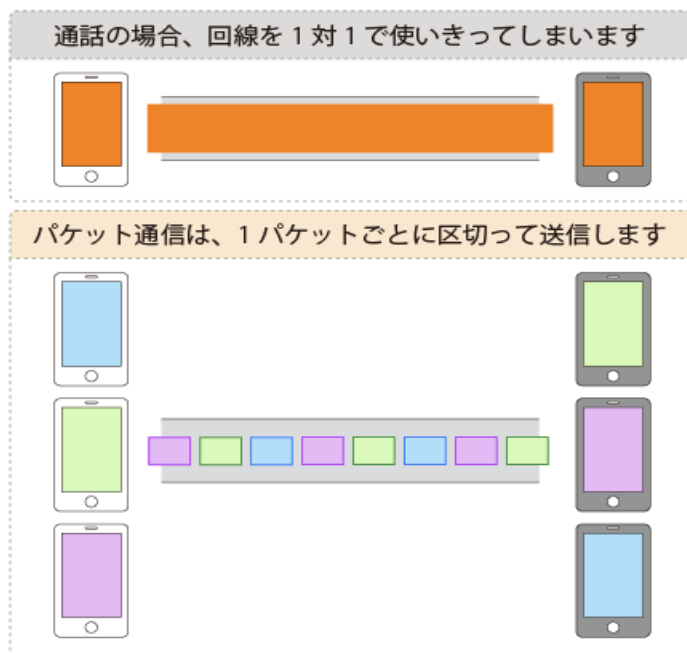 通話の場合、回線を1対1で使いきってしまいます
パケット通信は、1パケットごとに区切って送信します